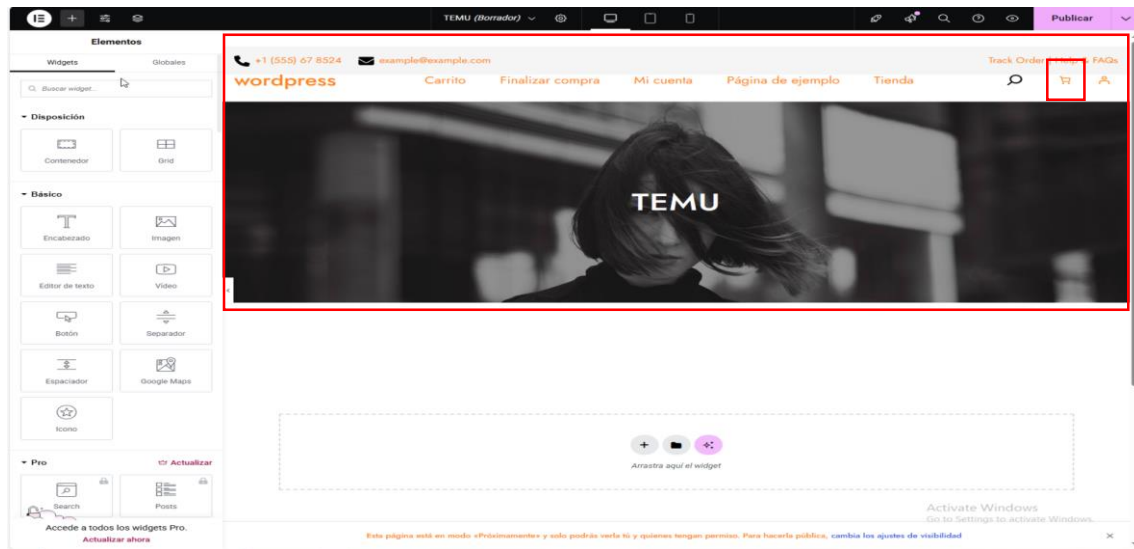 TEMU (Borrador)
Publicar
Elementos
Widgets
Globales
Buscar widget...
Disposición
Contenedor
Grid
Básico
Encabezado
Imagen
Editor de texto
Vídeo
Botón
Separador
Espaciador
Google Maps
Icono
Pro
Actualizar
Search
Posts
Accede a todos los widgets Pro.
Actualizar ahora
+1 (555) 67 8524 example@example.com
Track Order FAQs
wordpress
Carrito Finalizar compra Mi cuenta Página de ejemplo Tienda
TEMU
Arrastra aquí el widget
Activate Windows
Go to Settings to activate Windows.
Esta página está en modo «Próximamente» y solo podrás verla tú y quienes tengan permiso. Para hacerla pública, cambia los ajustes de visibilidad